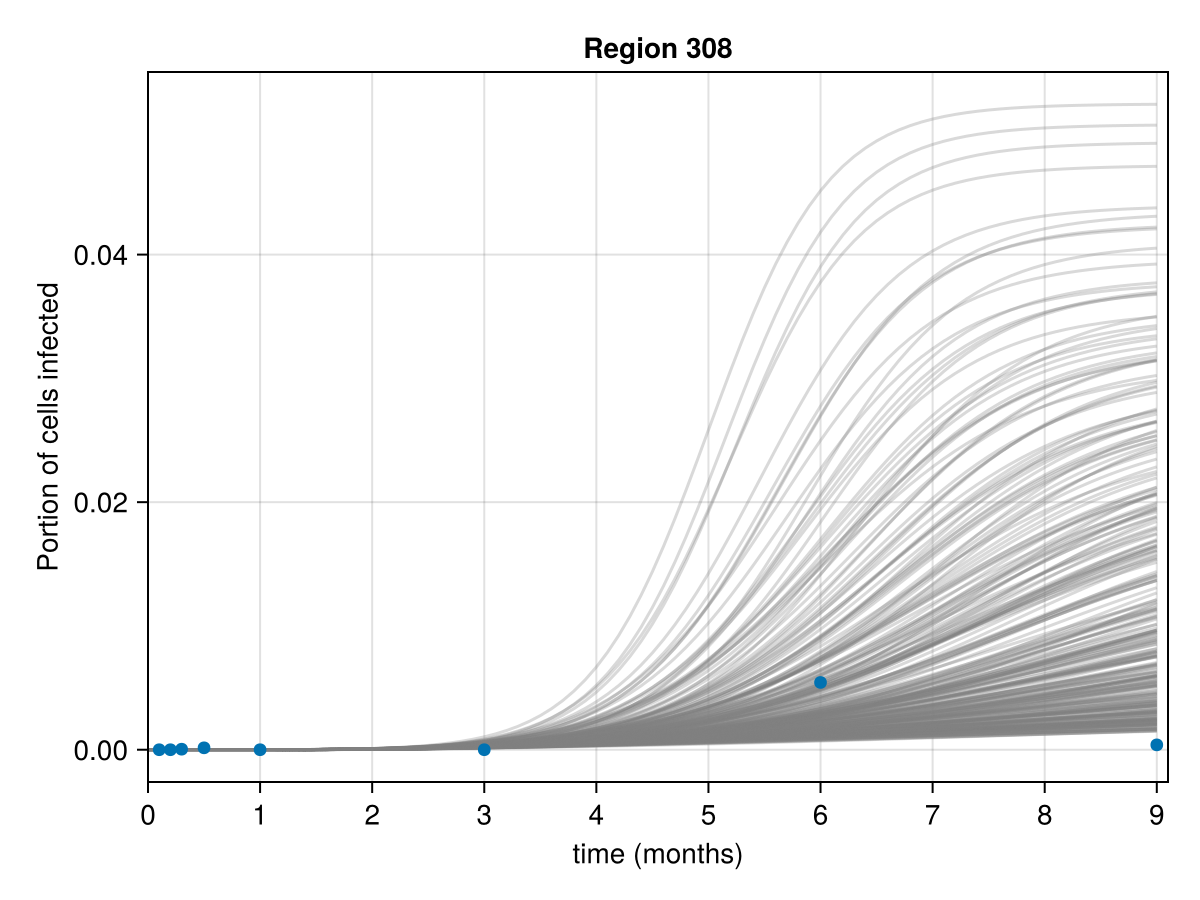 Region 308
Portion of cells infected
0.04
0.02
0.00
0 1 2 3 4 5 6 7 8 9
time (months)